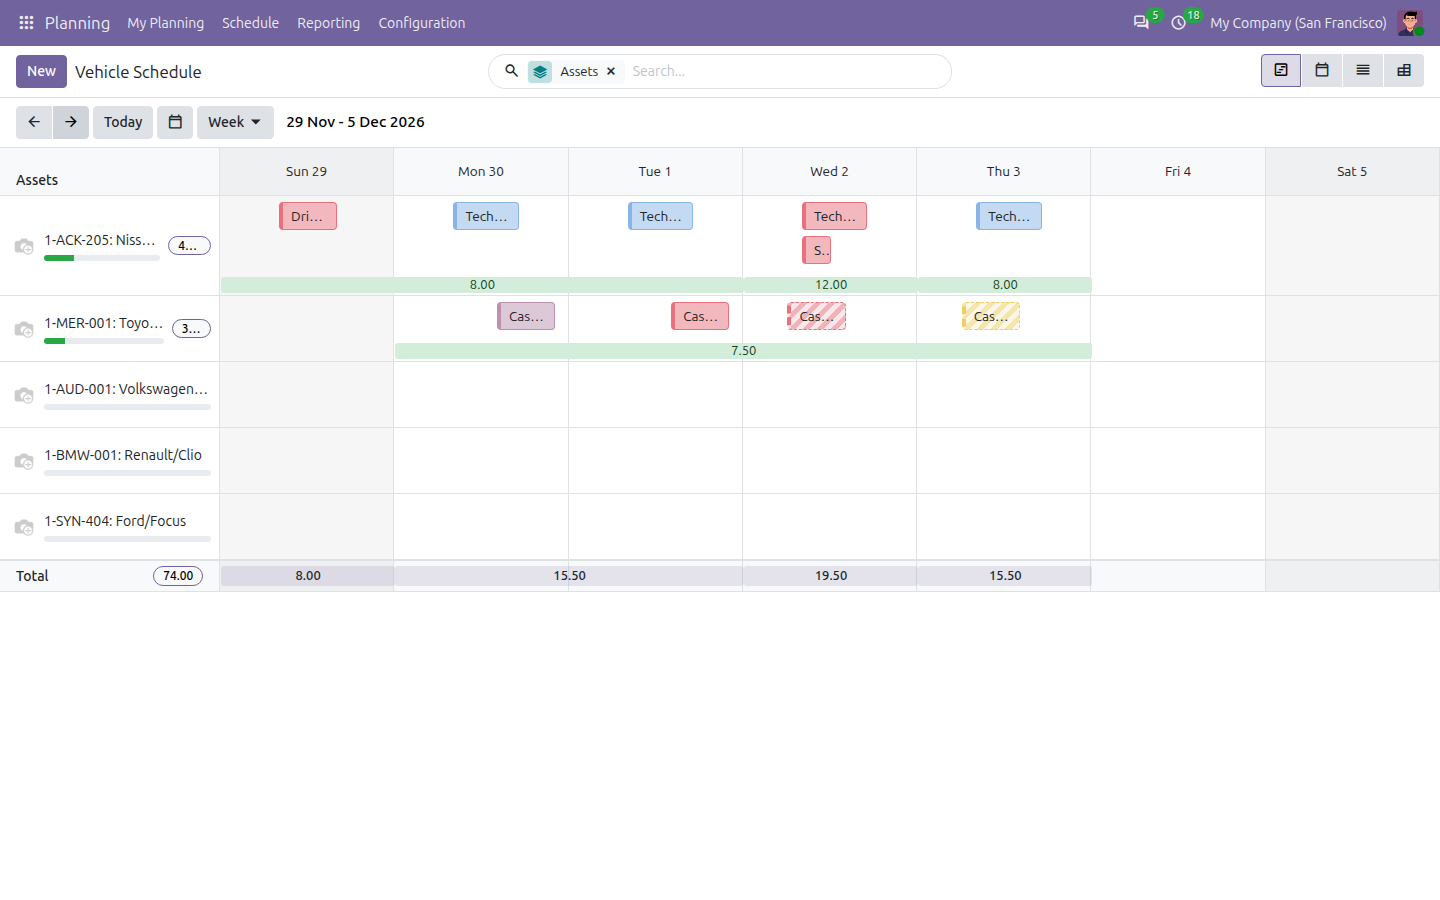 Planning My Planning Schedule Reporting Configuration 5 18 My Company (San Francisco)
New Vehicle Schedule Assets × Search...
Today Week 29 Nov - 5 Dec 2026
Assets Sun 29 Mon 30 Tue 1 Wed 2 Thu 3 Fri 4 Sat 5
Dri... Tech... Tech... Tech... Tech...
1-ACK-205: Niss... 4...
S..
8.00 12.00 8.00
Cas... Cas... Cas... Cas...
1-MER-001: Toyo... 3...
7.50
1-AUD-001: Volkswagen...
1-BMW-001: Renault/Clio
1-SYN-404: Ford/Focus
Total 74.00 8.00 15.50 19.50 15.50